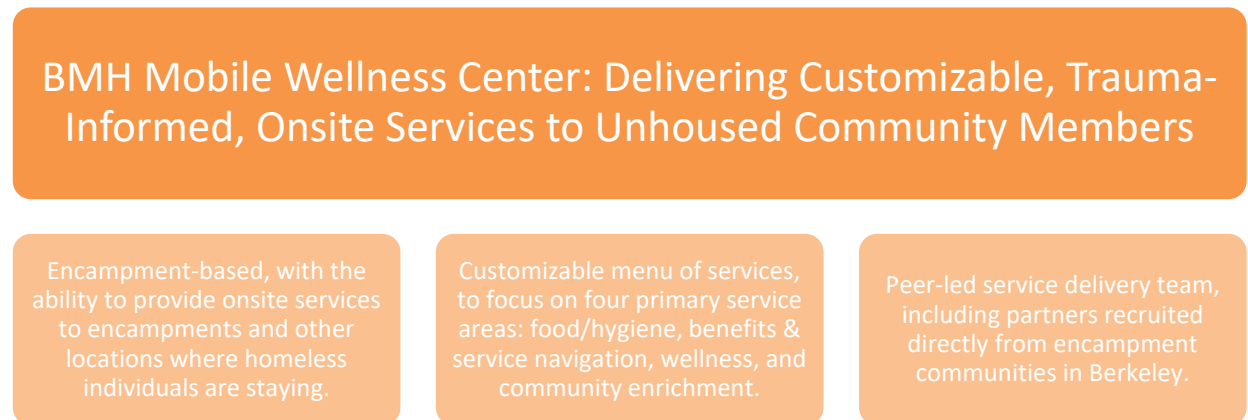 BMH Mobile Wellness Center: Delivering Customizable, Trauma-
Informed, Onsite Services to Unhoused Community Members
Encampment-based, with the
ability to provide onsite services
to encampments and other
locations where homeless
individuals are staying.
Customizable menu of services,
to focus on four primary service
areas: food/hygiene, benefits &
service navigation, wellness, and
community enrichment.
Peer-led service delivery team,
including partners recruited
directly from encampment
communities in Berkeley.